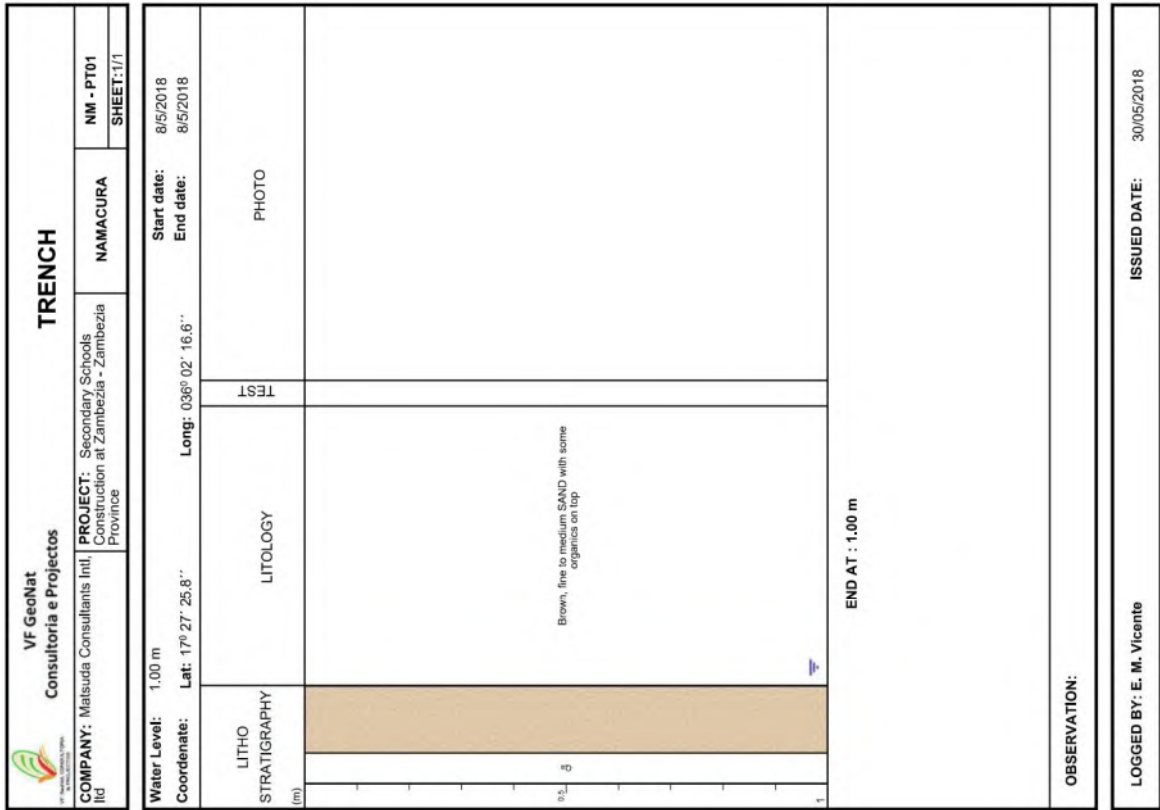 VF GeoNat
Consultoria e Projectos
TRENCH
COMPANY: Matsuda Consultants Intl,
ltd
PROJECT: Secondary Schools
Construction at Zambezia - Zambezia
Province
NAMACURA
NM - PT01
SHEET:1/1
Water Level: 1.00 m
Start date: 8/5/2018
Coordenate: Lat: 17º 27' 25.8'' Long: 036º 02' 16.6''
End date: 8/5/2018
LITHO
STRATIGRAPHY
LITOLOGY
TEST
PHOTO
(m)
0.5
1
Brown, fine to medium SAND with some
organics on top
END AT : 1.00 m
OBSERVATION:
LOGGED BY: E. M. Vicente
ISSUED DATE: 30/05/2018